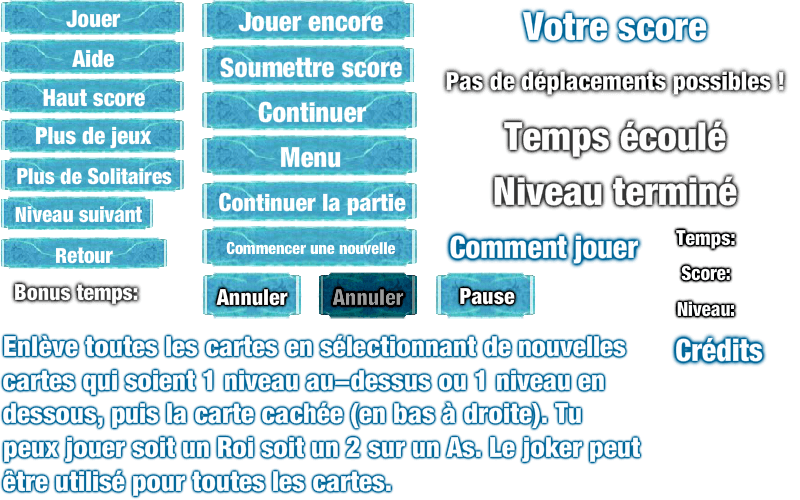 Jouer
Aide
Haut score
Plus de jeux
Plus de Solitaires
Niveau suivant
Retour
Bonus temps:
Jouer encore
Soumettre score
Continuer
Menu
Continuer la partie
Commencer une nouvelle
Annuler
Annuler
Pause
Votre score
Pas de déplacements possibles !
Temps écoulé
Niveau terminé
Comment jouer
Temps:
Score:
Niveau:
Crédits
Enlève toutes les cartes en sélectionnant de nouvelles
cartes qui soient 1 niveau au-dessus ou 1 niveau en
dessous, puis la carte cachée (en bas à droite). Tu
peux jouer soit un Roi soit un 2 sur un As. Le joker peut
être utilisé pour toutes les cartes.